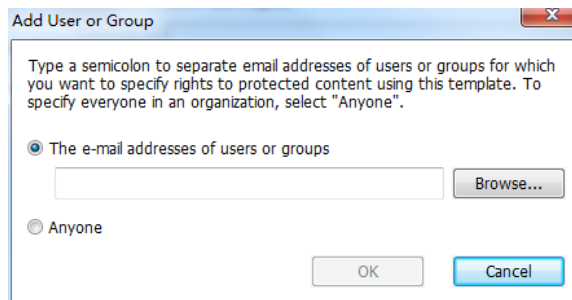 Add User or Group
Type a semicolon to separate email addresses of users or groups for which
you want to specify rights to protected content using this template. To
specify everyone in an organization, select "Anyone".
The e-mail addresses of users or groups
Browse...
Anyone
OK
Cancel